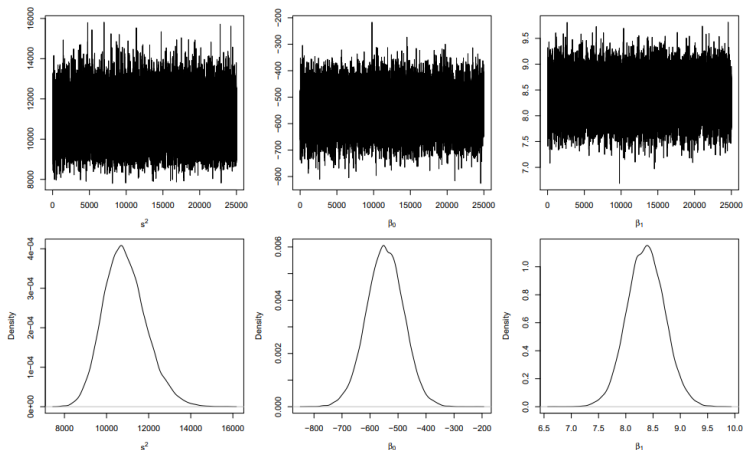 16000
14000
12000
10000
8000
0 5000 10000 15000 20000 25000
s²
−200
−300
−400
−500
−600
−700
−800
0 5000 10000 15000 20000 25000
β₀
9.5
9.0
8.5
8.0
7.5
7.0
0 5000 10000 15000 20000 25000
β₁
Density
4e−04
3e−04
2e−04
1e−04
0e+00
8000 10000 12000 14000 16000
s²
Density
0.006
0.004
0.002
0.000
−800 −700 −600 −500 −400 −300 −200
β₀
Density
1.0
0.8
0.6
0.4
0.2
0.0
6.5 7.0 7.5 8.0 8.5 9.0 9.5 10.0
β₁